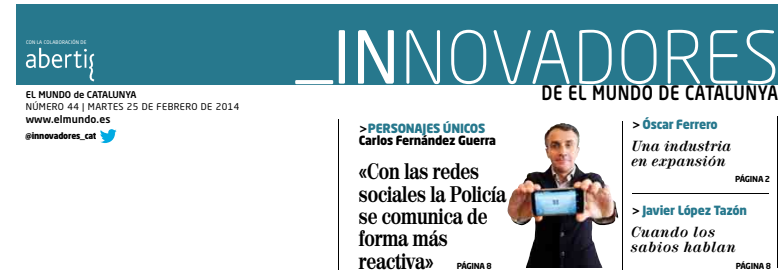 CON LA COLABORACIÓN DE
abertis
_INNOVADORES
DE EL MUNDO DE CATALUNYA
EL MUNDO de CATALUNYA
NÚMERO 44 | MARTES 25 DE FEBRERO DE 2014
www.elmundo.es
@innovadores_cat
>PERSONAJES ÚNICOS
Carlos Fernández Guerra
«Con las redes
sociales la Policía
se comunica de
forma más
reactiva» PÁGINA 8
> Óscar Ferrero
Una industria
en expansión
PÁGINA 2
> Javier López Tazón
Cuando los
sabios hablan
PÁGINA 8